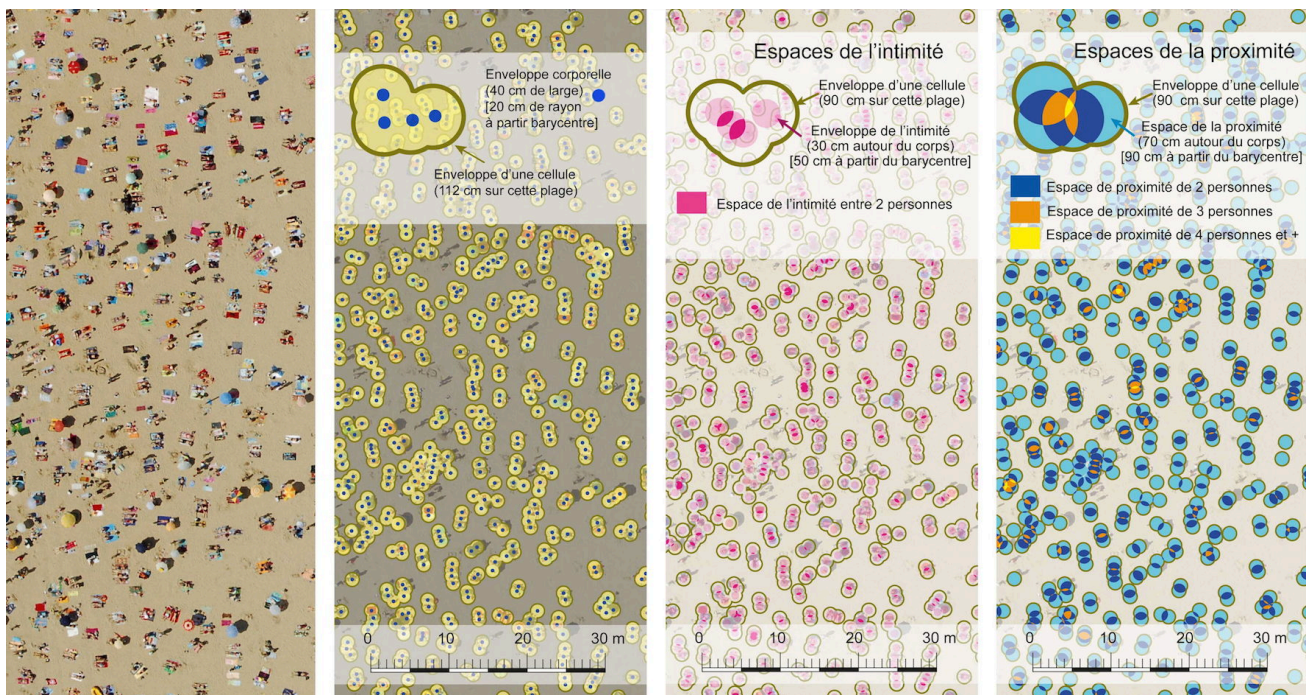 Enveloppe corporelle
(40 cm de large)
[20 cm de rayon
à partir barycentre]
Enveloppe d'une cellule
(112 cm sur cette plage)
0 10 20 30 m
Espaces de l'intimité
Enveloppe d'une cellule
(90 cm sur cette plage)
Enveloppe de l'intimité
(30 cm autour du corps)
[50 cm à partir du barycentre]
Espace de l'intimité entre 2 personnes
0 10 20 30 m
Espaces de la proximité
Enveloppe d'une cellule
(90 cm sur cette plage)
Espace de la proximité
(70 cm autour du corps)
[90 cm à partir du barycentre]
Espace de proximité de 2 personnes
Espace de proximité de 3 personnes
Espace de proximité de 4 personnes et +
0 10 20 30 m